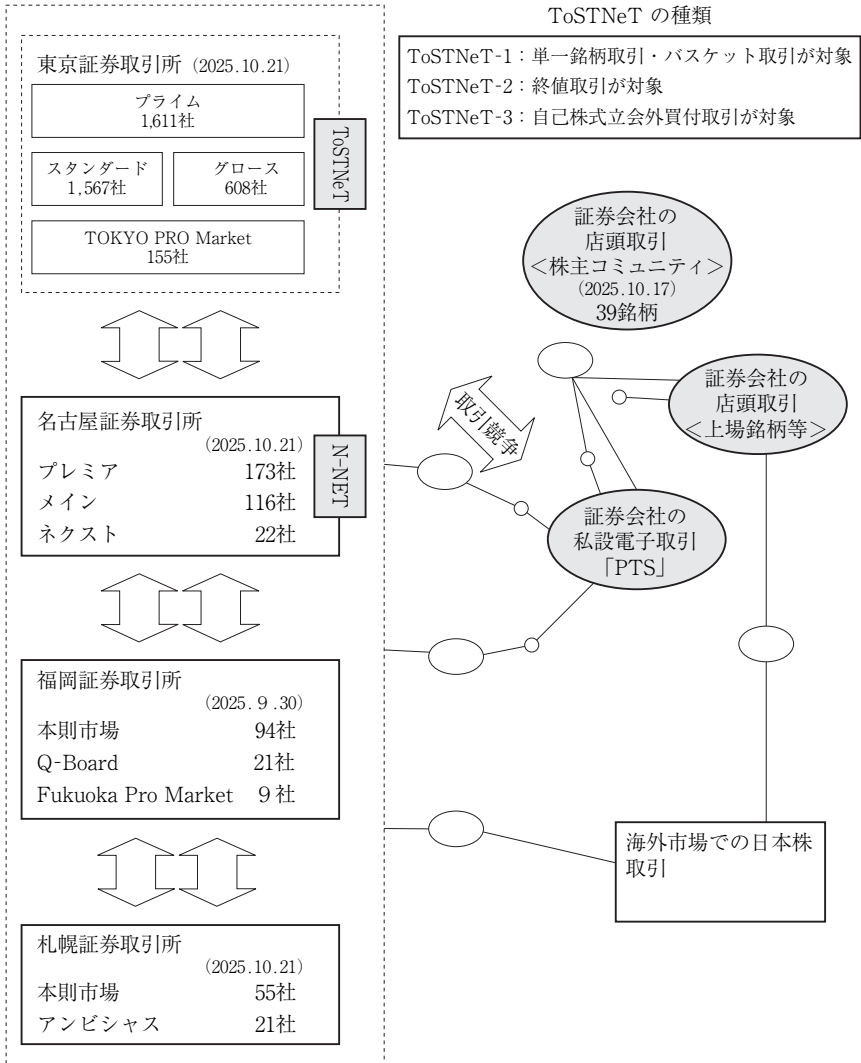 ToSTNeT の種類
ToSTNeT-1：単一銘柄取引・バスケット取引が対象
ToSTNeT-2：終値取引が対象
ToSTNeT-3：自己株式立会外買付取引が対象
東京証券取引所（2025.10.21）
プライム
1,611社
スタンダード
1,567社
グロース
608社
TOKYO PRO Market
155社
ToSTNeT
証券会社の
店頭取引
＜株主コミュニティ＞
（2025.10.17）
39銘柄
証券会社の
店頭取引
＜上場銘柄等＞
取引競争
名古屋証券取引所
（2025.10.21）
プレミア 173社
メイン 116社
ネクスト 22社
N-NET
証券会社の
私設電子取引
「PTS」
福岡証券取引所
（2025．9．30）
本則市場 94社
Q-Board 21社
Fukuoka Pro Market ９社
海外市場での日本株
取引
札幌証券取引所
（2025.10.21）
本則市場 55社
アンビシャス 21社